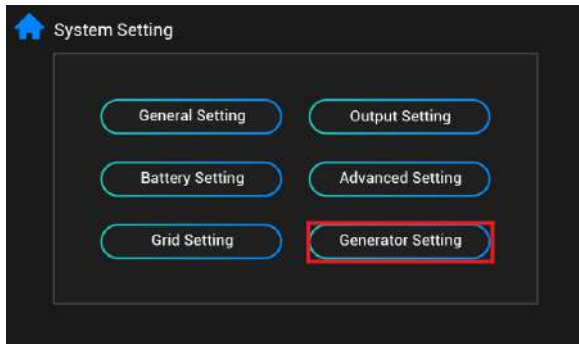 System Setting
General Setting
Output Setting
Battery Setting
Advanced Setting
Grid Setting
Generator Setting